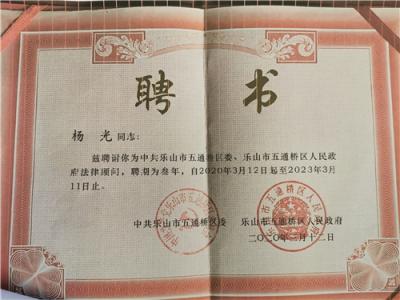 聘书
杨光同志:
兹聘请你为中共乐山市五通桥区委、乐山市五通桥区人民政
府法律顾问，聘期为叁年，自2020年3月12日起至2023年3月
11日止。
中共乐山市五通桥区委 乐山市五通桥区人民政府
二〇二〇年三月十二日